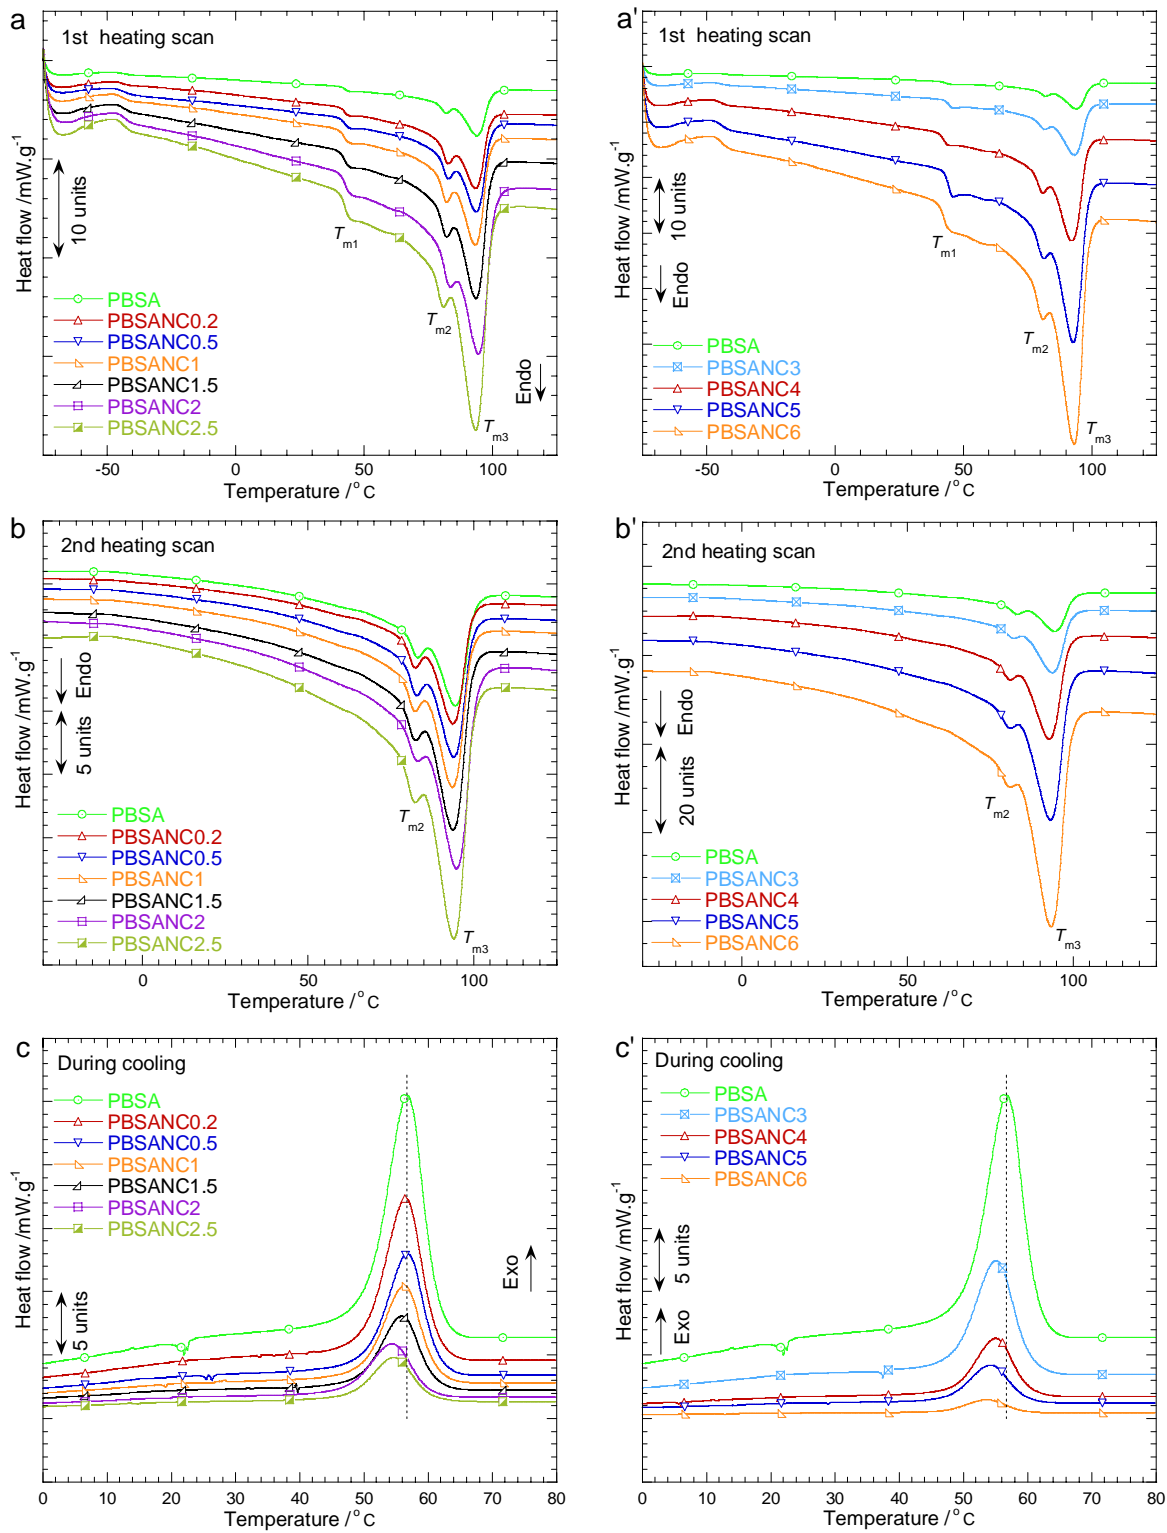 a
1st heating scan
Heat flow /mW.g-1
10 units
Tm1
Tm2
Tm3
Endo
PBSA
PBSANC0.2
PBSANC0.5
PBSANC1
PBSANC1.5
PBSANC2
PBSANC2.5
-50 0 50 100
Temperature /°C
a'
1st heating scan
Heat flow /mW.g-1
10 units
Endo
Tm1
Tm2
Tm3
PBSA
PBSANC3
PBSANC4
PBSANC5
PBSANC6
-50 0 50 100
Temperature /°C
b
2nd heating scan
Heat flow /mW.g-1
Endo
5 units
Tm2
Tm3
PBSA
PBSANC0.2
PBSANC0.5
PBSANC1
PBSANC1.5
PBSANC2
PBSANC2.5
0 50 100
Temperature /°C
b'
2nd heating scan
Heat flow /mW.g-1
Endo
20 units
Tm2
Tm3
PBSA
PBSANC3
PBSANC4
PBSANC5
PBSANC6
0 50 100
Temperature /°C
c
During cooling
Heat flow /mW.g-1
PBSA
PBSANC0.2
PBSANC0.5
PBSANC1
PBSANC1.5
PBSANC2
PBSANC2.5
Exo
5 units
0 10 20 30 40 50 60 70 80
Temperature /°C
c'
During cooling
Heat flow /mW.g-1
PBSA
PBSANC3
PBSANC4
PBSANC5
PBSANC6
5 units
Exo
0 10 20 30 40 50 60 70 80
Temperature /°C